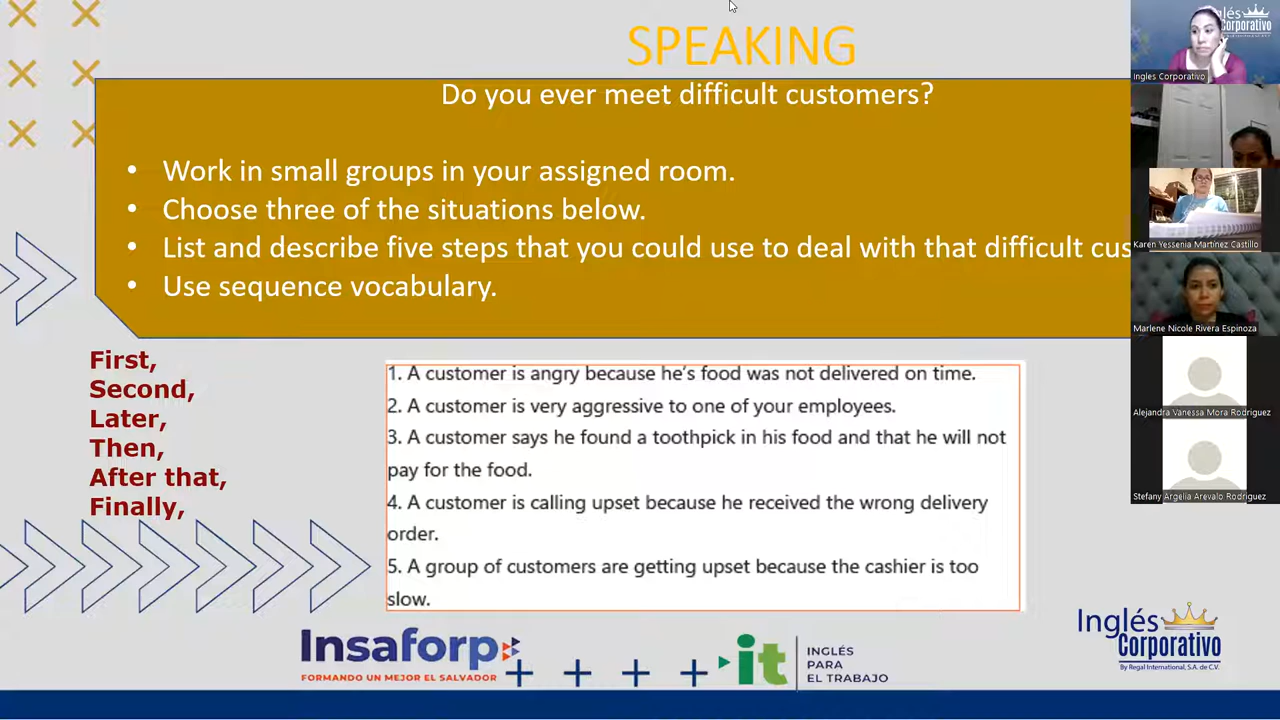 SPEAKING
Do you ever meet difficult customers?
• Work in small groups in your assigned room.
• Choose three of the situations below.
• List and describe five steps that you could use to deal with that difficult cus
• Use sequence vocabulary.
First,
Second,
Later,
Then,
After that,
Finally,
1. A customer is angry because he's food was not delivered on time.
2. A customer is very aggressive to one of your employees.
3. A customer says he found a toothpick in his food and that he will not
pay for the food.
4. A customer is calling upset because he received the wrong delivery
order.
5. A group of customers are getting upset because the cashier is too
slow.
Insaforp
FORMANDO UN MEJOR EL SALVADOR
it
INGLÉS
PARA
EL TRABAJO
Inglés
Corporativo
By Regal International, S.A. de C.V.
Inglés
Corporativo
Ingles Corporativo
Karen Yessenia Martínez Castillo
Marlene Nicole Rivera Espinoza
Alejandra Vanessa Mora Rodriguez
Stefany Argelia Arevalo Rodriguez